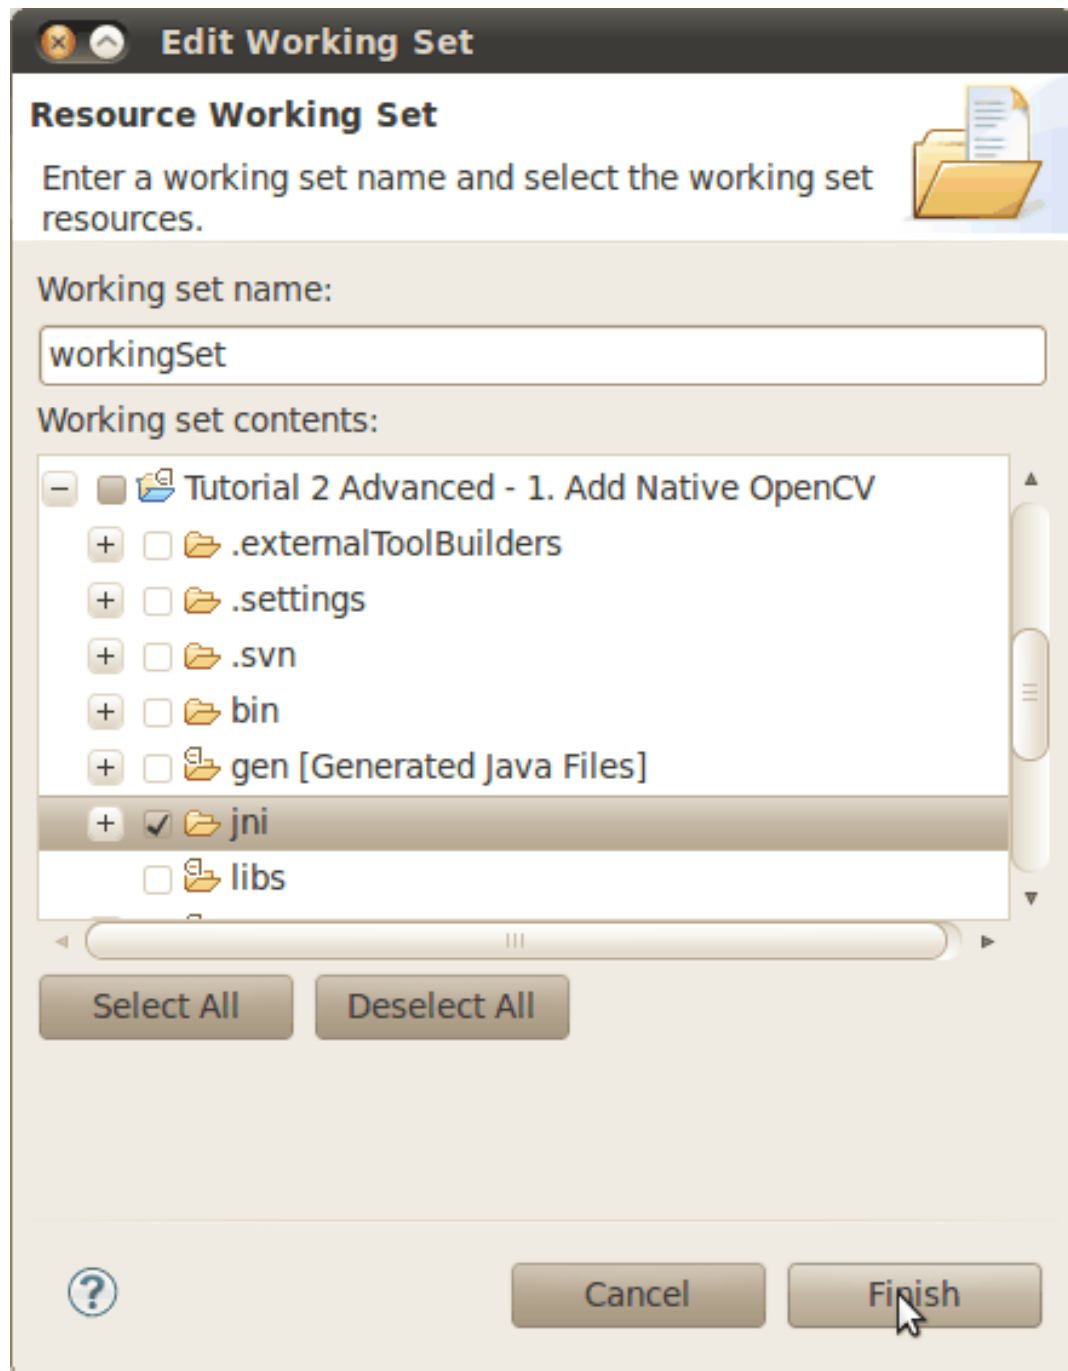 Edit Working Set
Resource Working Set
Enter a working set name and select the working set
resources.
Working set name:
workingSet
Working set contents:
Tutorial 2 Advanced - 1. Add Native OpenCV
.externalToolBuilders
.settings
.svn
bin
gen [Generated Java Files]
jni
libs
Select All Deselect All
Cancel Finish